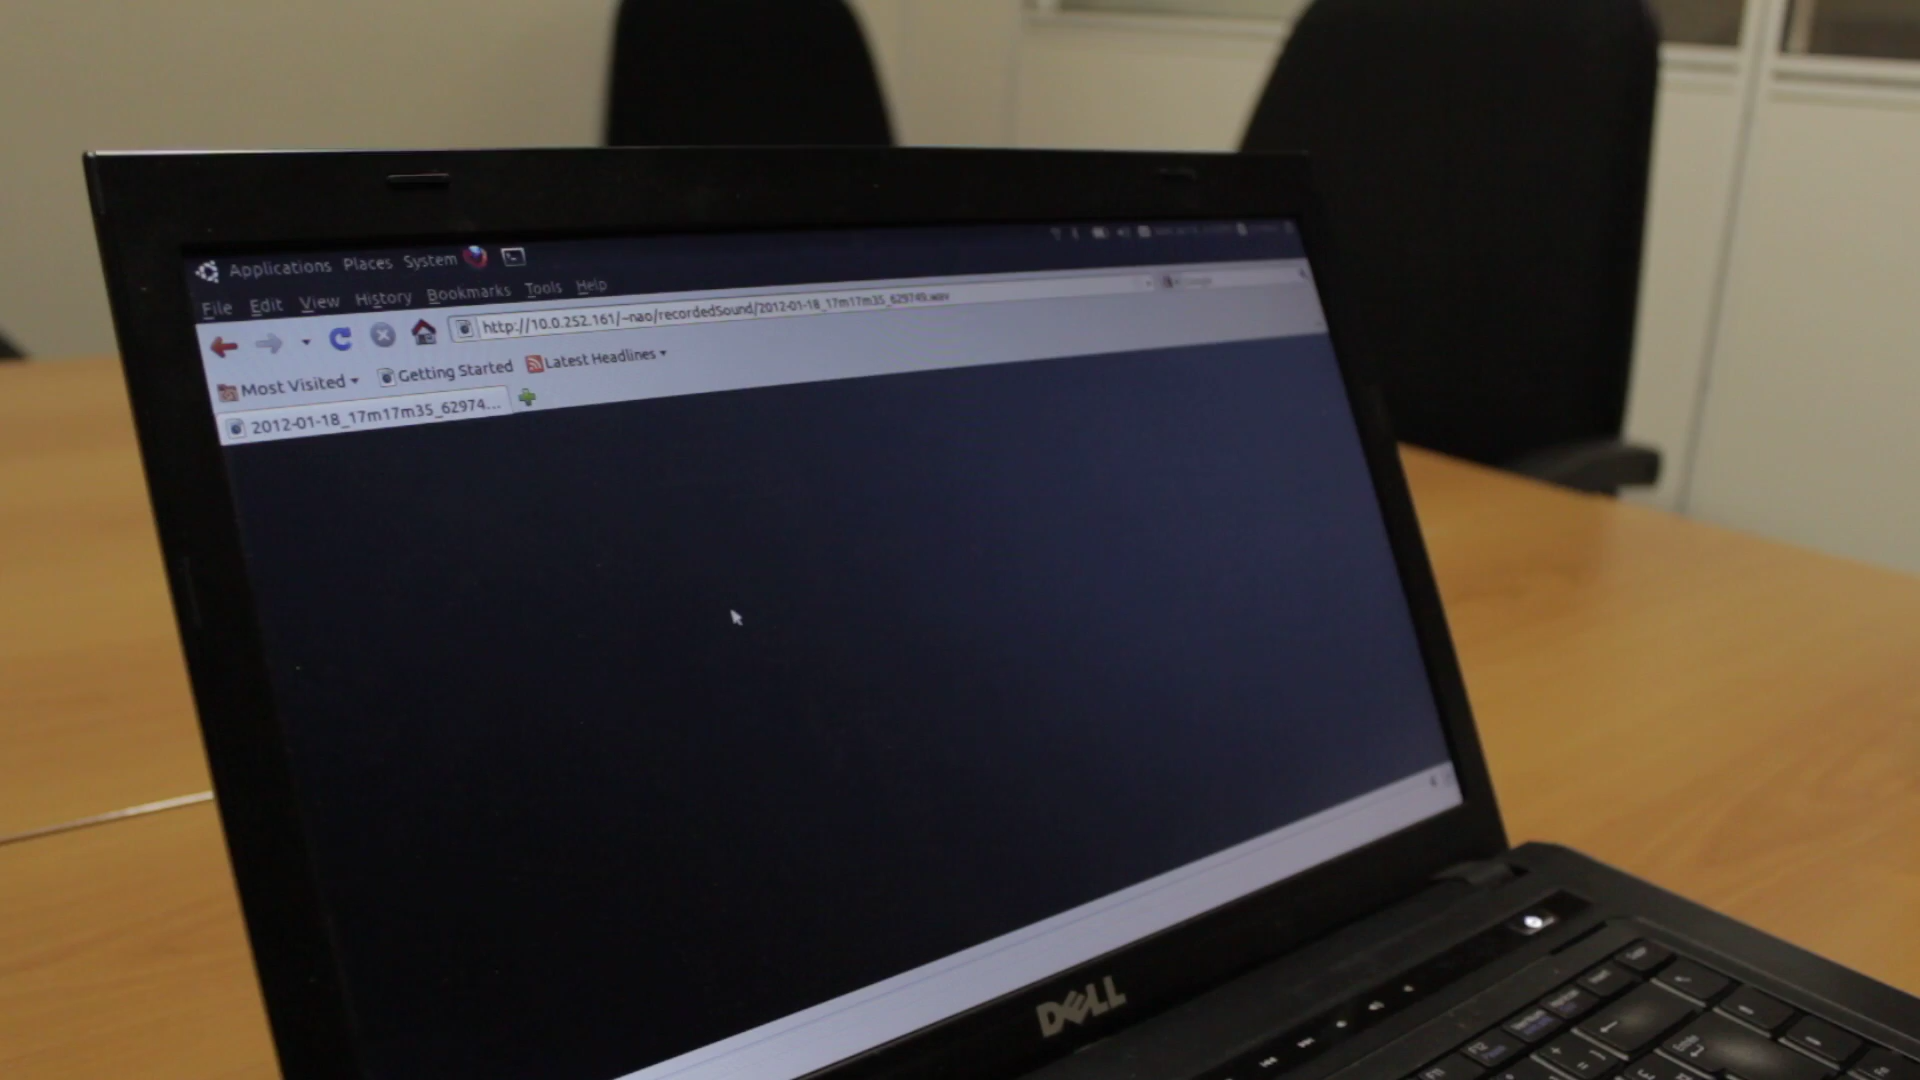 Applications Places System
File Edit View History Bookmarks Tools Help
http://10.0.252.161/~nao/recordedSound/2012-01-18_17m17m35_629749.wav
Most Visited Getting Started Latest Headlines
2012-01-18_17m17m35_62974...
DELL